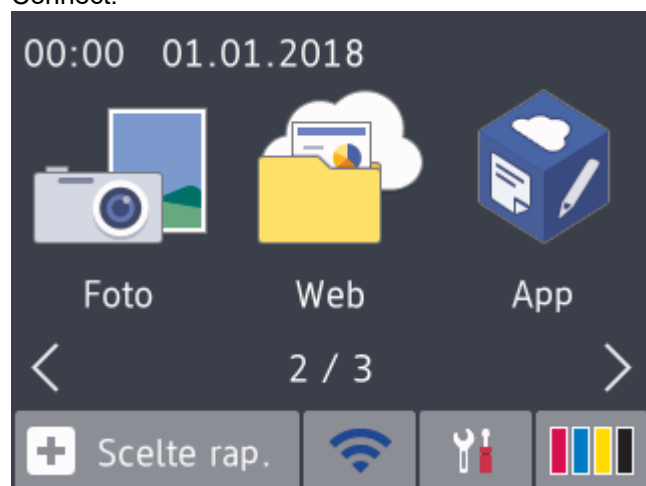 Connect.
00:00 01.01.2018
Foto Web App
2 / 3
Scelte rap.